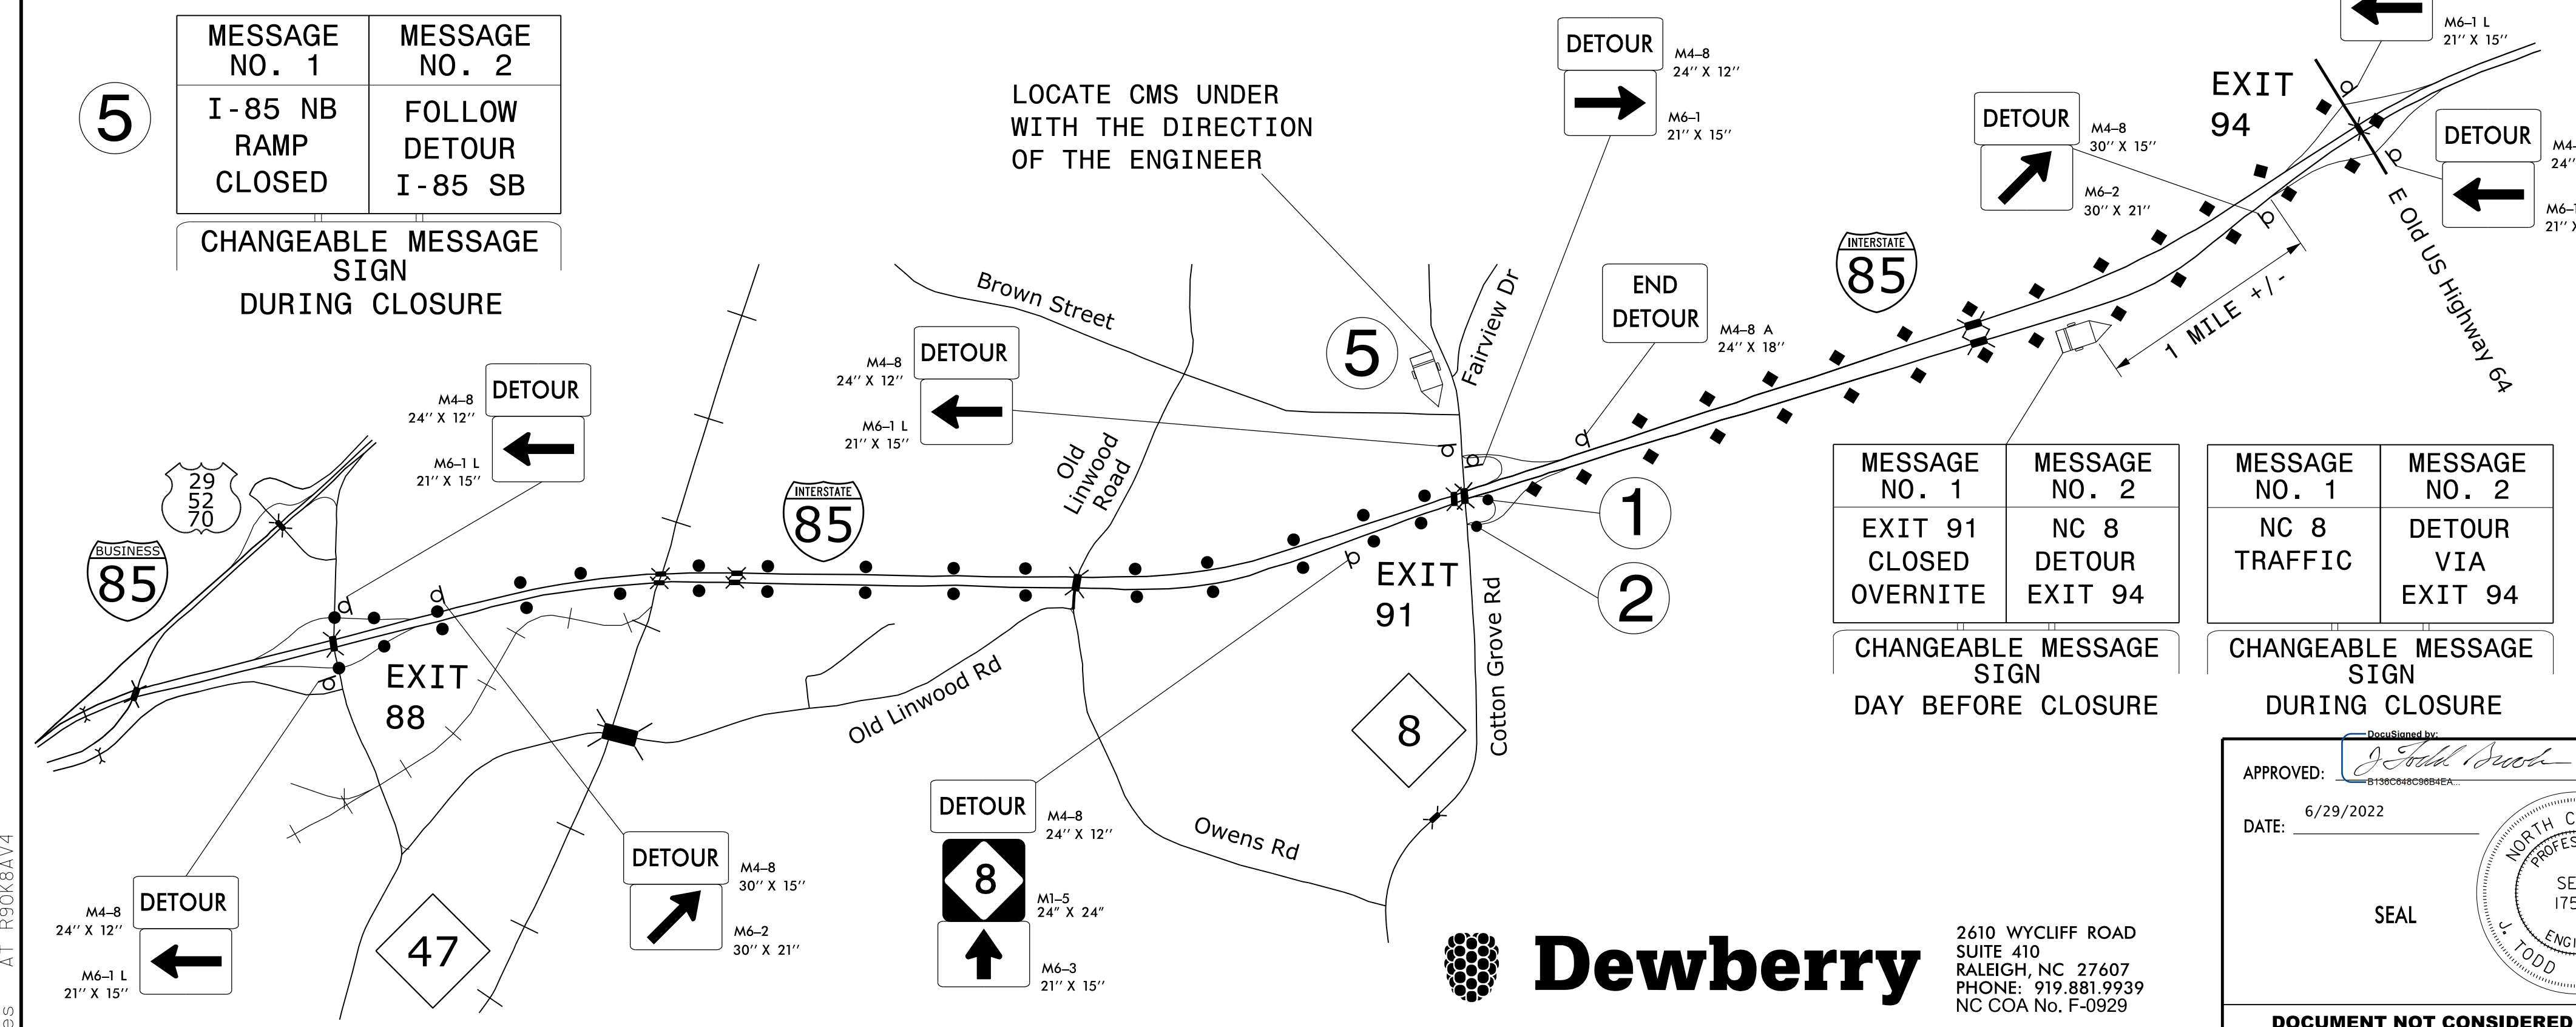 5
MESSAGE
NO. 1
MESSAGE
NO. 2
I-85 NB
RAMP
CLOSED
FOLLOW
DETOUR
I-85 SB
CHANGEABLE MESSAGE
SIGN
DURING CLOSURE
LOCATE CMS UNDER
WITH THE DIRECTION
OF THE ENGINEER
DETOUR
M4-8
24'' X 12''
M6-1
21'' X 15''
M6-1 L
21'' X 15''
EXIT
94
DETOUR
M4-8
30'' X 15''
M6-2
30'' X 21''
DETOUR
E Old US Highway 64
1 MILE +/-
INTERSTATE
85
END
DETOUR
M4-8 A
24'' X 18''
Fairview Dr
5
Brown Street
DETOUR
M4-8
24'' X 12''
M6-1 L
21'' X 15''
Old
Linwood
Road
DETOUR
M4-8
24'' X 12''
M6-1 L
21'' X 15''
29
52
70
BUSINESS
85
INTERSTATE
85
1
2
EXIT
91
EXIT
88
Cotton Grove Rd
8
Old Linwood Rd
Owens Rd
MESSAGE
NO. 1
MESSAGE
NO. 2
EXIT 91
CLOSED
OVERNITE
NC 8
DETOUR
EXIT 94
CHANGEABLE MESSAGE
SIGN
DAY BEFORE CLOSURE
MESSAGE
NO. 1
MESSAGE
NO. 2
NC 8
TRAFFIC
DETOUR
VIA
EXIT 94
CHANGEABLE MESSAGE
SIGN
DURING CLOSURE
DETOUR
M4-8
24'' X 12''
M6-1 L
21'' X 15''
47
DETOUR
M4-8
30'' X 15''
M6-2
30'' X 21''
DETOUR
M4-8
24'' X 12''
8
M1-5
24" X 24"
M6-3
21'' X 15''
Dewberry
2610 WYCLIFF ROAD
SUITE 410
RALEIGH, NC 27607
PHONE: 919.881.9939
NC COA No. F-0929
DocuSigned by:
APPROVED:
B136C648C96B4EA...
DATE: 6/29/2022
SEAL
NORTH
J. TODD
DOCUMENT NOT CONSIDERED
AT R90K8AV4